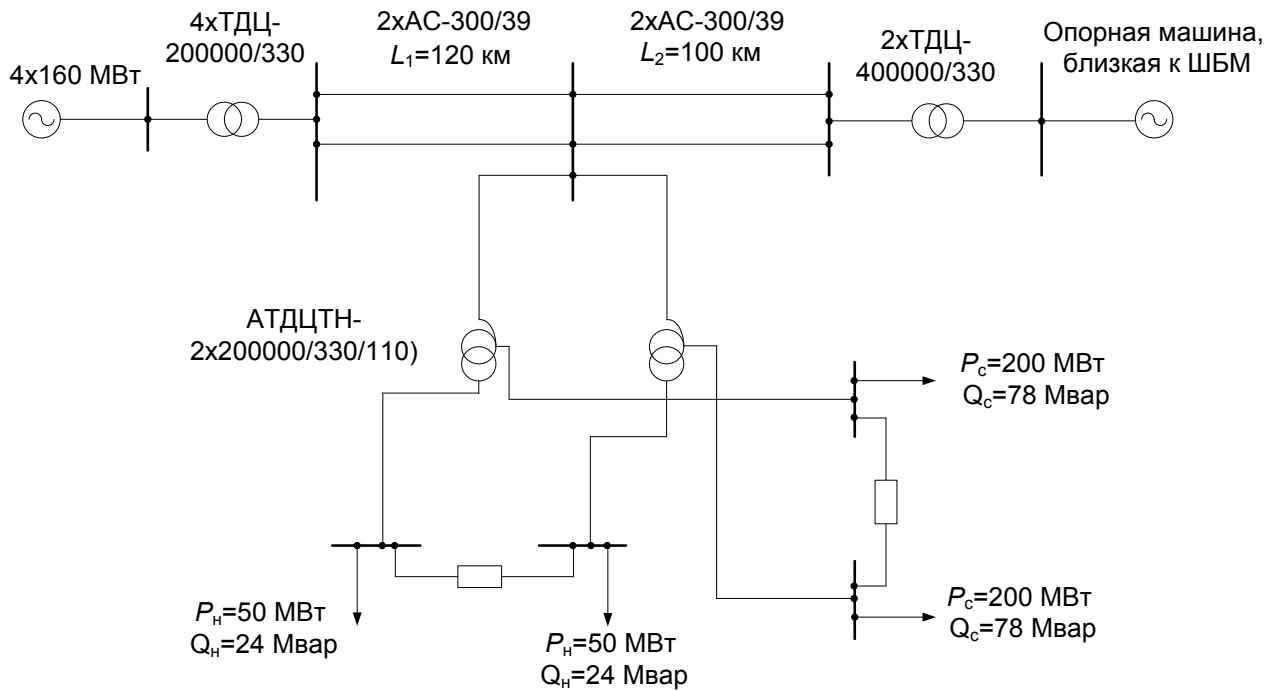 4хТДЦ-
200000/330
2хАС-300/39
L₁=120 км
2хАС-300/39
L₂=100 км
2хТДЦ-
400000/330
Опорная машина,
близкая к ШБМ
4х160 МВт
АТДЦТН-
2х200000/330/110)
Pс=200 МВт
Qс=78 Мвар
Pн=50 МВт
Qн=24 Мвар
Pн=50 МВт
Qн=24 Мвар
Pс=200 МВт
Qс=78 Мвар